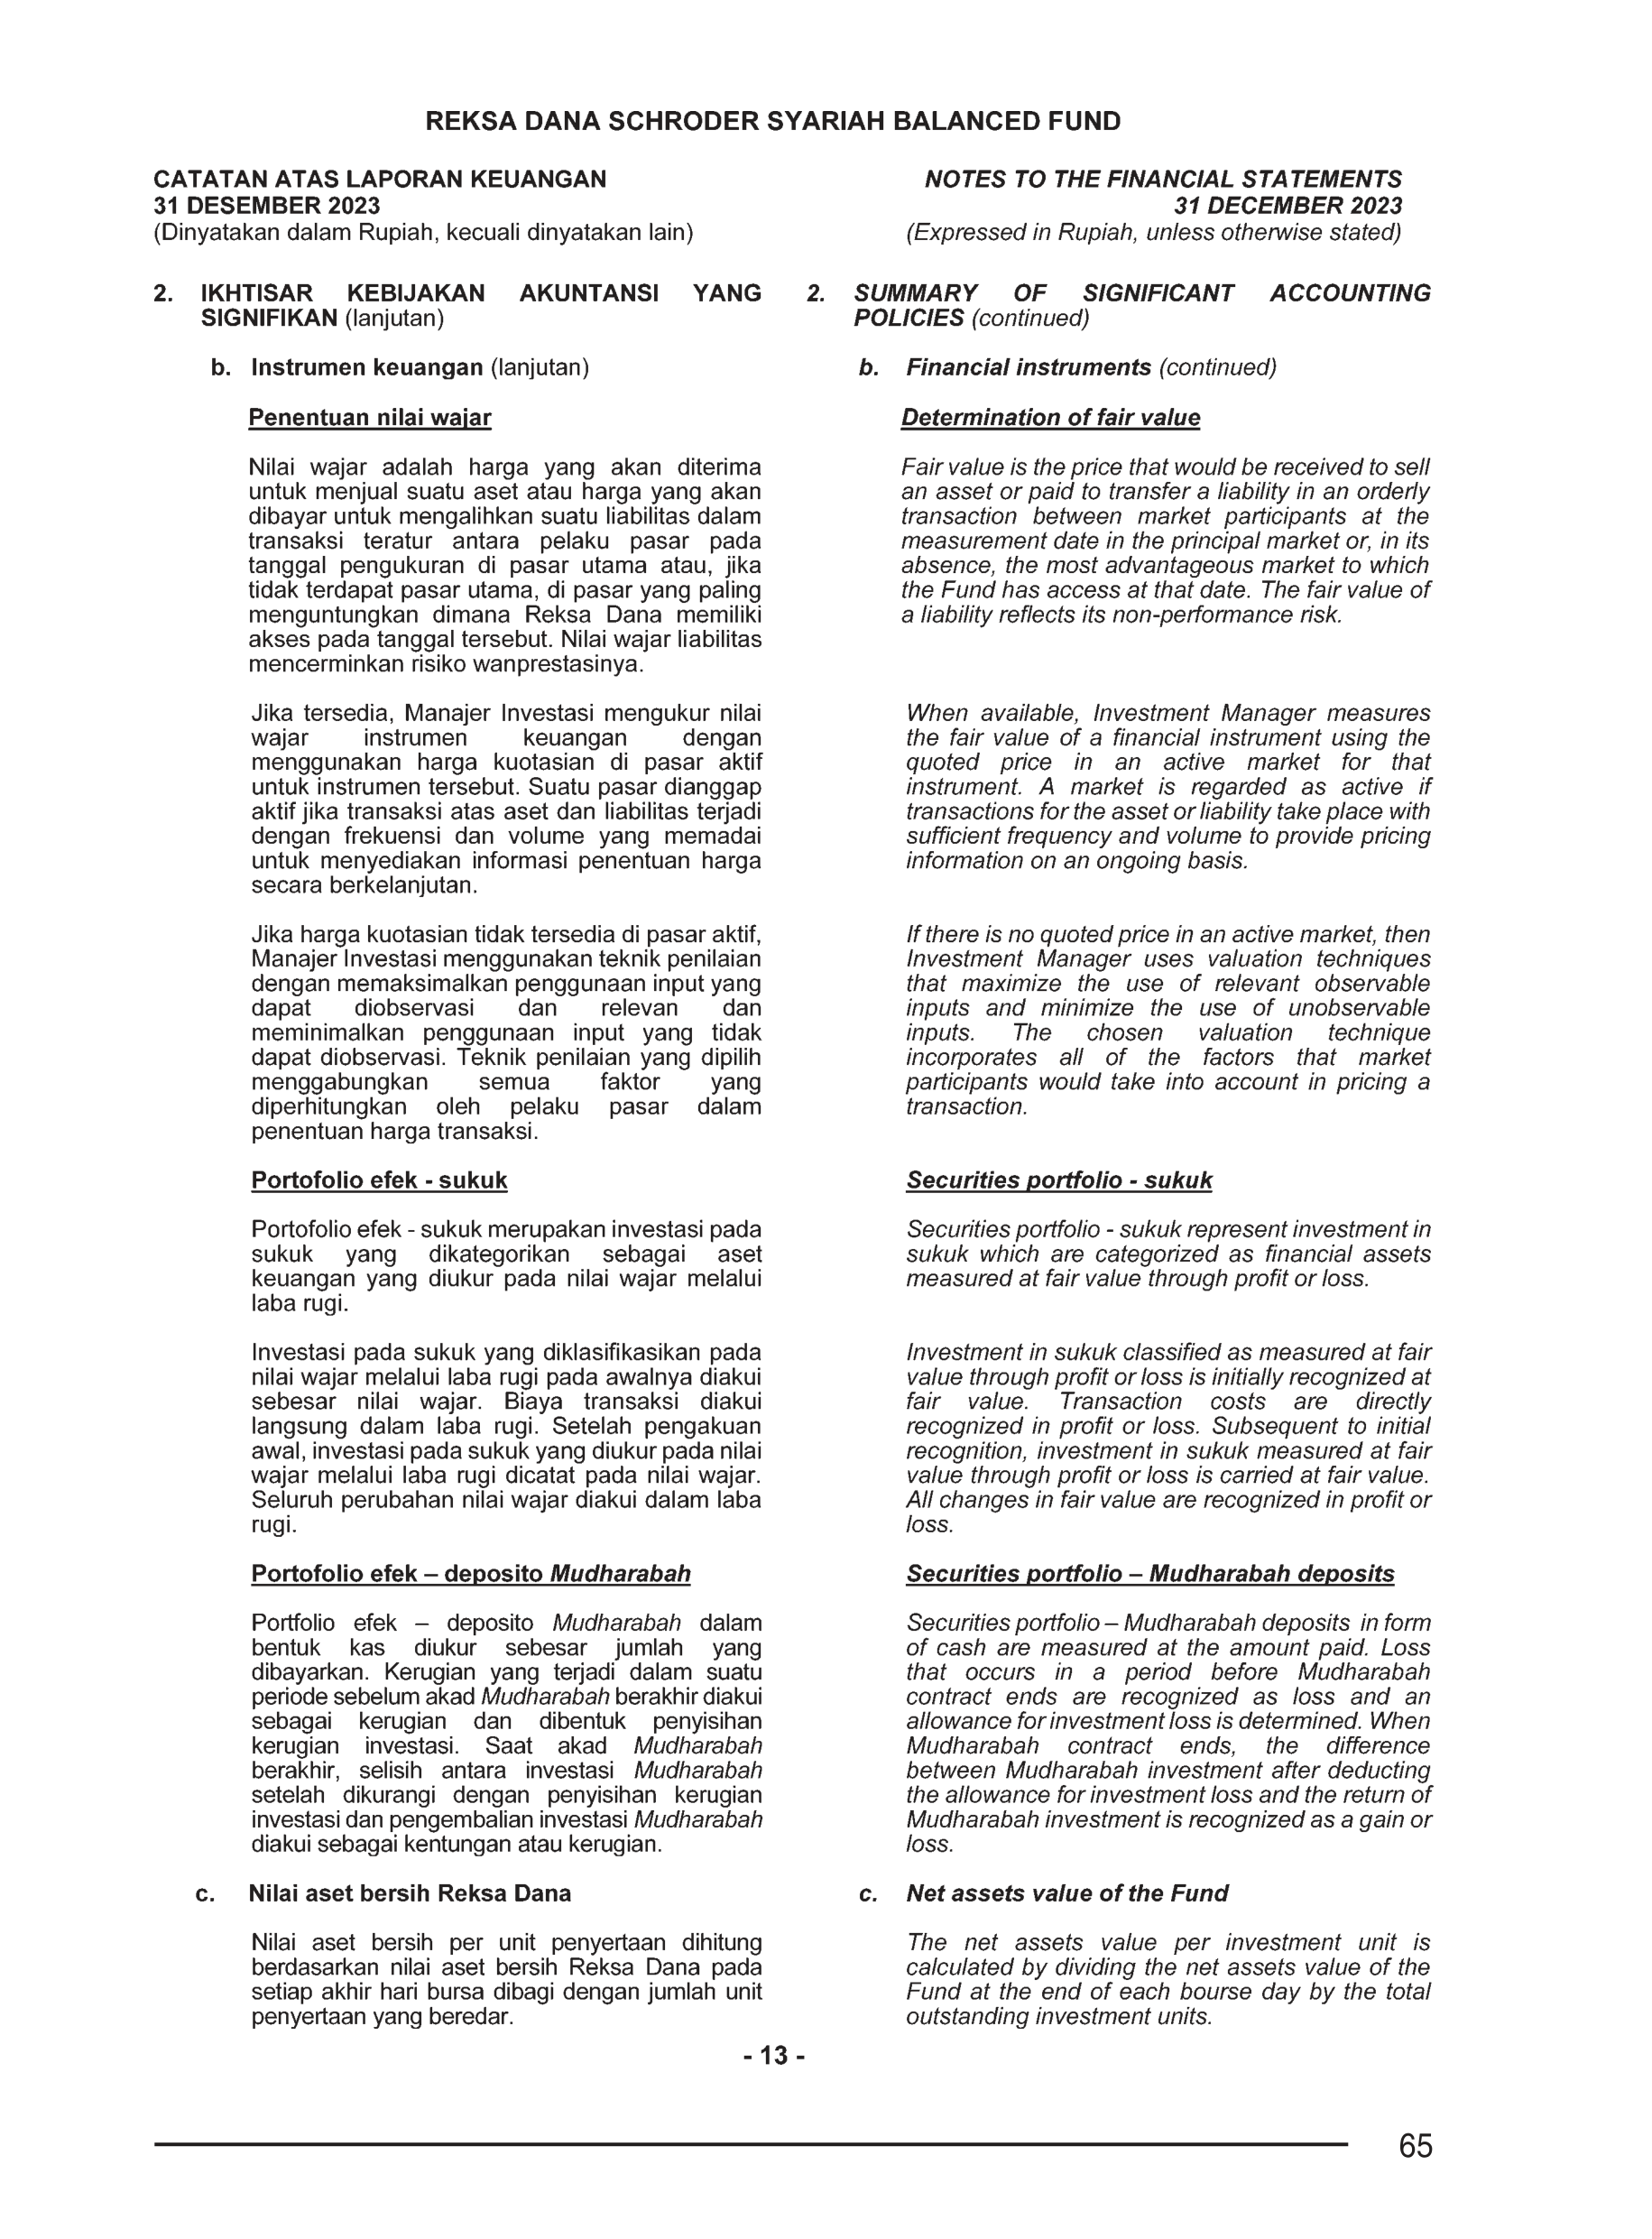 REKSA DANA SCHRODER SYARIAH BALANCED FUND
CATATAN ATAS LAPORAN KEUANGAN
31 DESEMBER 2023
(Dinyatakan dalam Rupiah, kecuali dinyatakan lain)
NOTES TO THE FINANCIAL STATEMENTS
31 DECEMBER 2023
(Expressed in Rupiah, unless otherwise stated)
2. IKHTISAR KEBIJAKAN AKUNTANSI YANG
SIGNIFIKAN (lanjutan)
b. Instrumen keuangan (lanjutan)
Penentuan nilai wajar
Nilai wajar adalah harga yang akan diterima
untuk menjual suatu aset atau harga yang akan
dibayar untuk mengalihkan suatu liabilitas dalam
transaksi teratur antara pelaku pasar pada
tanggal pengukuran di pasar utama atau, jika
tidak terdapat pasar utama, di pasar yang paling
menguntungkan dimana Reksa Dana memiliki
akses pada tanggal tersebut. Nilai wajar liabilitas
mencerminkan risiko wanprestasinya.
Jika tersedia, Manajer Investasi mengukur nilai
wajar instrumen keuangan dengan
menggunakan harga kuotasian di pasar aktif
untuk instrumen tersebut. Suatu pasar dianggap
aktif jika transaksi atas aset dan liabilitas terjadi
dengan frekuensi dan volume yang memadai
untuk menyediakan informasi penentuan harga
secara berkelanjutan.
Jika harga kuotasian tidak tersedia di pasar aktif,
Manajer Investasi menggunakan teknik penilaian
dengan memaksimalkan penggunaan input yang
dapat diobservasi dan relevan dan
meminimalkan penggunaan input yang tidak
dapat diobservasi. Teknik penilaian yang dipilih
menggabungkan semua faktor yang
diperhitungkan oleh pelaku pasar dalam
penentuan harga transaksi.
Portofolio efek - sukuk
Portofolio efek - sukuk merupakan investasi pada
sukuk yang dikategorikan sebagai aset
keuangan yang diukur pada nilai wajar melalui
laba rugi.
Investasi pada sukuk yang diklasifikasikan pada
nilai wajar melalui laba rugi pada awalnya diakui
sebesar nilai wajar. Biaya transaksi diakui
langsung dalam laba rugi. Setelah pengakuan
awal, investasi pada sukuk yang diukur pada nilai
wajar melalui laba rugi dicatat pada nilai wajar.
Seluruh perubahan nilai wajar diakui dalam laba
rugi.
Portofolio efek – deposito Mudharabah
Portfolio efek – deposito Mudharabah dalam
bentuk kas diukur sebesar jumlah yang
dibayarkan. Kerugian yang terjadi dalam suatu
periode sebelum akad Mudharabah berakhir diakui
sebagai kerugian dan dibentuk penyisihan
kerugian investasi. Saat akad Mudharabah
berakhir, selisih antara investasi Mudharabah
setelah dikurangi dengan penyisihan kerugian
investasi dan pengembalian investasi Mudharabah
diakui sebagai kentungan atau kerugian.
c. Nilai aset bersih Reksa Dana
Nilai aset bersih per unit penyertaan dihitung
berdasarkan nilai aset bersih Reksa Dana pada
setiap akhir hari bursa dibagi dengan jumlah unit
penyertaan yang beredar.
2. SUMMARY OF SIGNIFICANT ACCOUNTING
POLICIES (continued)
b. Financial instruments (continued)
Determination of fair value
Fair value is the price that would be received to sell
an asset or paid to transfer a liability in an orderly
transaction between market participants at the
measurement date in the principal market or, in its
absence, the most advantageous market to which
the Fund has access at that date. The fair value of
a liability reflects its non-performance risk.
When available, Investment Manager measures
the fair value of a financial instrument using the
quoted price in an active market for that
instrument. A market is regarded as active if
transactions for the asset or liability take place with
sufficient frequency and volume to provide pricing
information on an ongoing basis.
If there is no quoted price in an active market, then
Investment Manager uses valuation techniques
that maximize the use of relevant observable
inputs and minimize the use of unobservable
inputs. The chosen valuation technique
incorporates all of the factors that market
participants would take into account in pricing a
transaction.
Securities portfolio - sukuk
Securities portfolio - sukuk represent investment in
sukuk which are categorized as financial assets
measured at fair value through profit or loss.
Investment in sukuk classified as measured at fair
value through profit or loss is initially recognized at
fair value. Transaction costs are directly
recognized in profit or loss. Subsequent to initial
recognition, investment in sukuk measured at fair
value through profit or loss is carried at fair value.
All changes in fair value are recognized in profit or
loss.
Securities portfolio – Mudharabah deposits
Securities portfolio – Mudharabah deposits in form
of cash are measured at the amount paid. Loss
that occurs in a period before Mudharabah
contract ends are recognized as loss and an
allowance for investment loss is determined. When
Mudharabah contract ends, the difference
between Mudharabah investment after deducting
the allowance for investment loss and the return of
Mudharabah investment is recognized as a gain or
loss.
c. Net assets value of the Fund
The net assets value per investment unit is
calculated by dividing the net assets value of the
Fund at the end of each bourse day by the total
outstanding investment units.
- 13 -
65